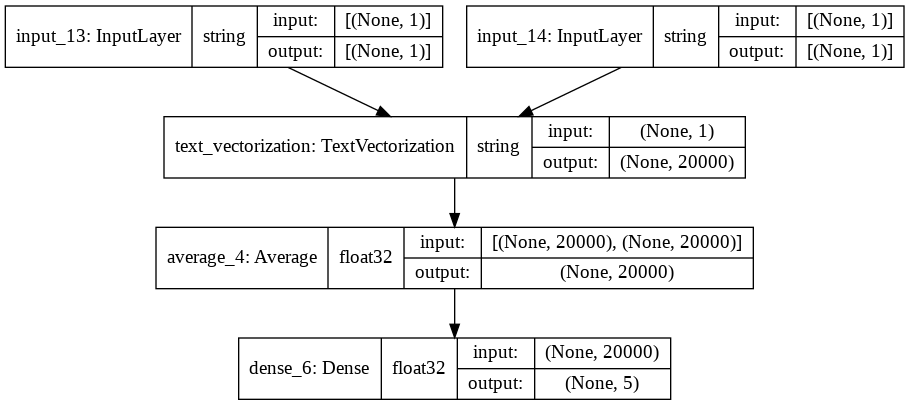 input_13: InputLayer string input: [(None, 1)] output: [(None, 1)]
input_14: InputLayer string input: [(None, 1)] output: [(None, 1)]
text_vectorization: TextVectorization string input: (None, 1) output: (None, 20000)
average_4: Average float32 input: [(None, 20000), (None, 20000)] output: (None, 20000)
dense_6: Dense float32 input: (None, 20000) output: (None, 5)